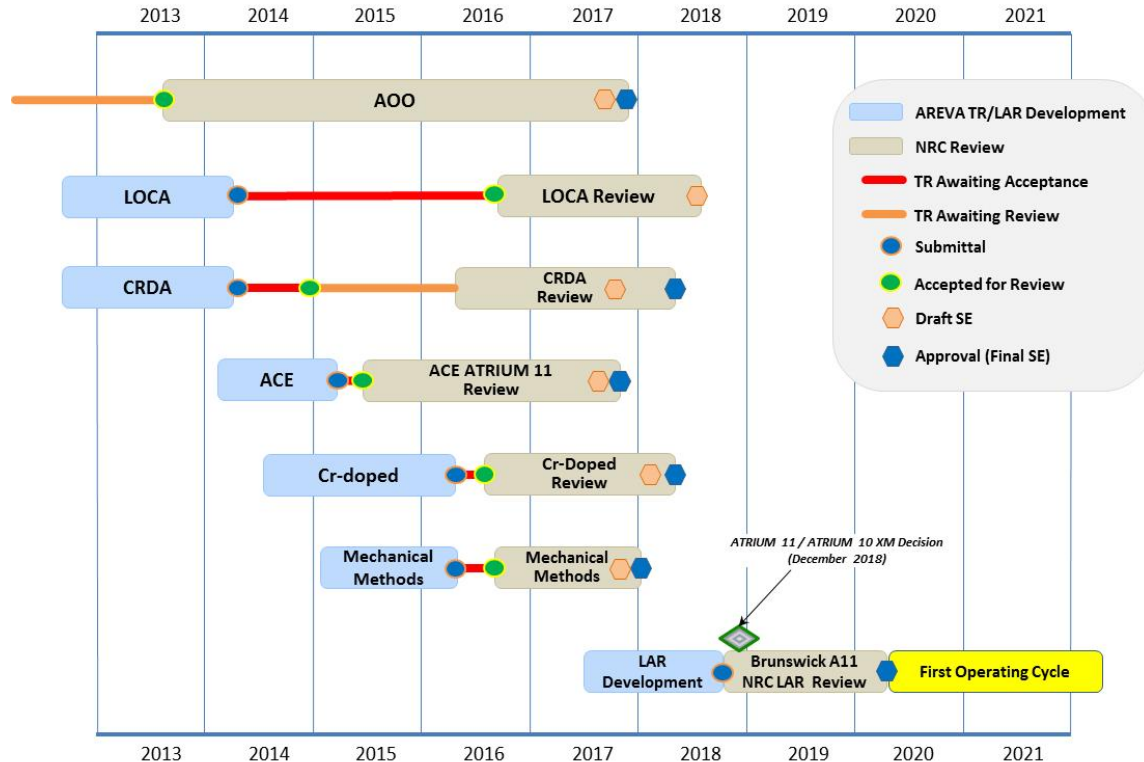 2013 2014 2015 2016 2017 2018 2019 2020 2021
AOO
AREVA TR/LAR Development
NRC Review
TR Awaiting Acceptance
TR Awaiting Review
Submittal
Accepted for Review
Draft SE
Approval (Final SE)
LOCA
LOCA Review
CRDA
CRDA
Review
ACE
ACE ATRIUM 11
Review
Cr-doped
Cr-Doped
Review
Mechanical
Methods
Mechanical
Methods
ATRIUM 11 / ATRIUM 10 XM Decision
(December 2018)
LAR
Development
Brunswick A11
NRC LAR Review
First Operating Cycle
2013 2014 2015 2016 2017 2018 2019 2020 2021